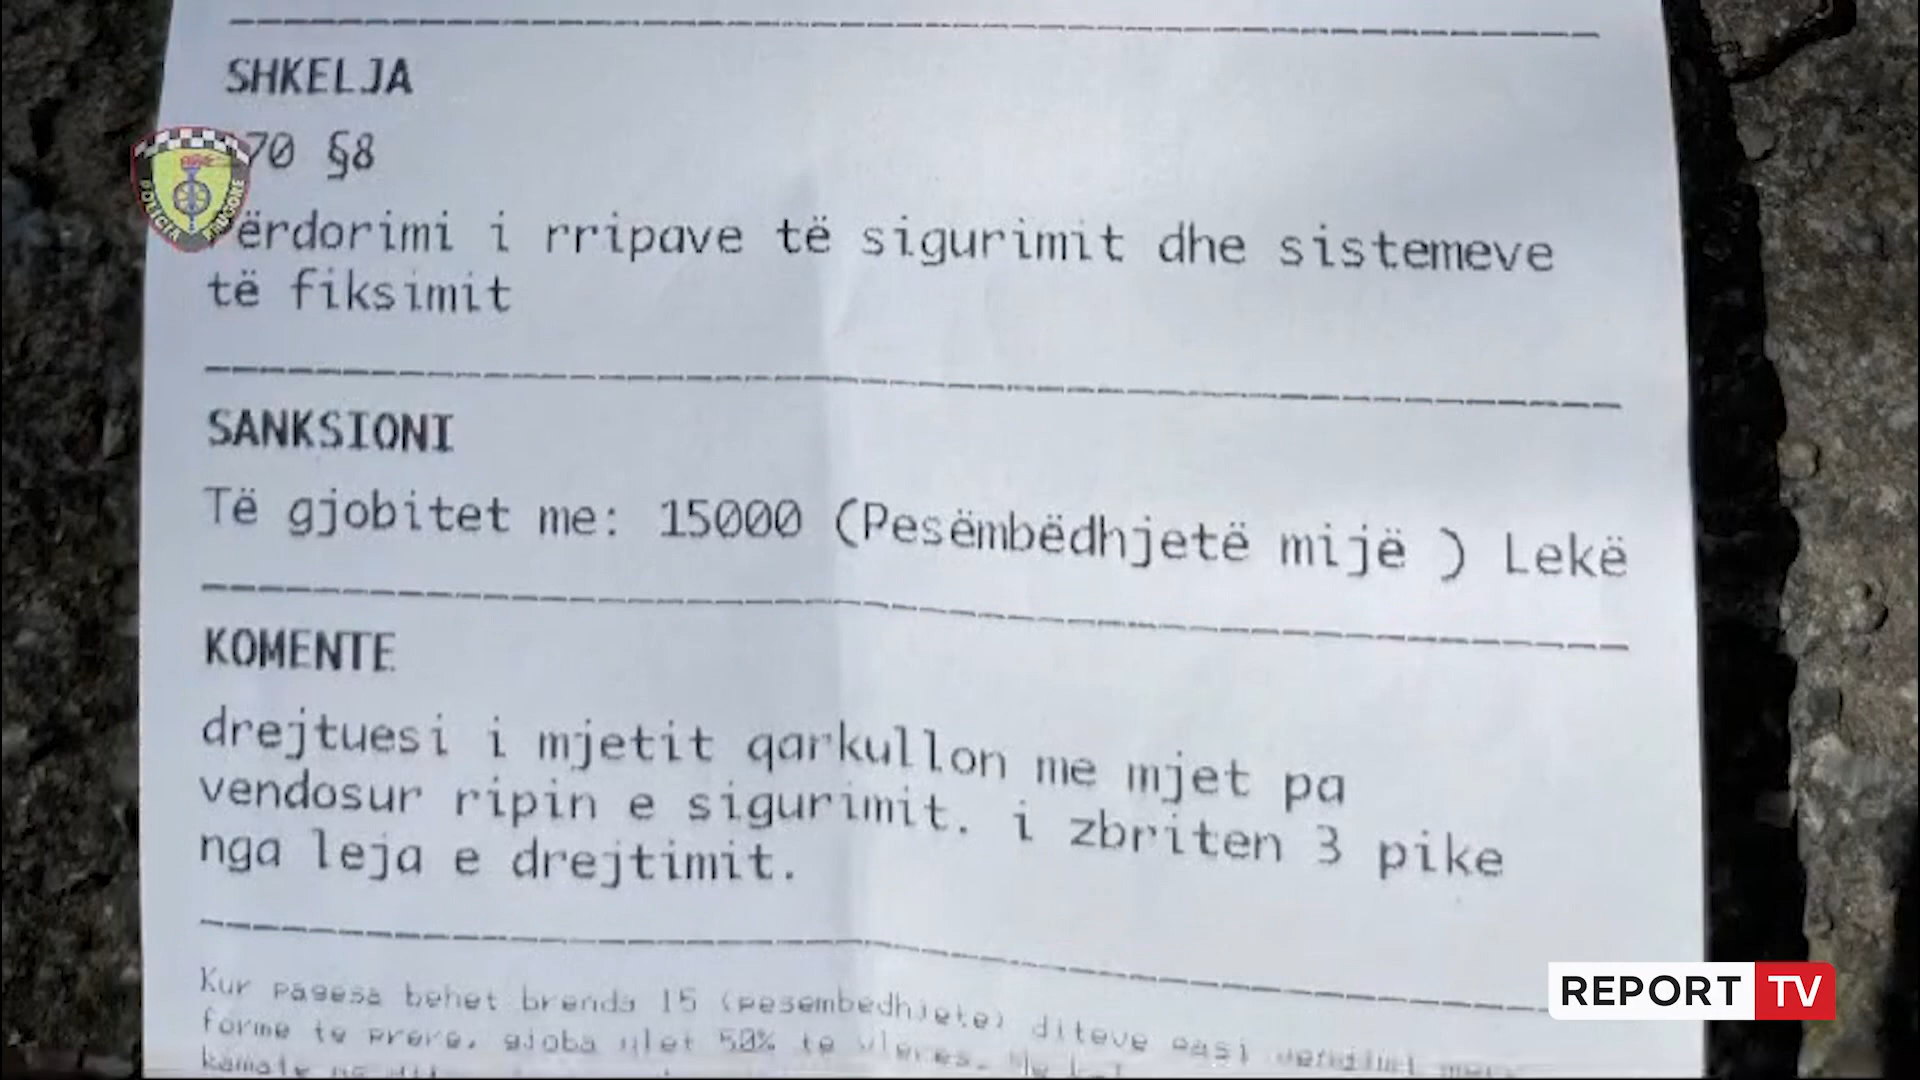 SHKELJA
70 §8
ërdorimi i rripave të sigurimit dhe sistemeve
të fiksimit
SANKSIONI
Të gjobitet me: 15000 (Pesëmbëdhjetë mijë ) Lekë
KOMENTE
drejtuesi i mjetit qarkullon me mjet pa
vendosur ripin e sigurimit. i zbriten 3 pike
nga leja e drejtimit.
Kur pagesa behet brenda 15 (pesembedhjete) diteve pasi
forme te prere, gjoba ulet 50% te vleres.
POLICIA RRUGORE
REPORT TV